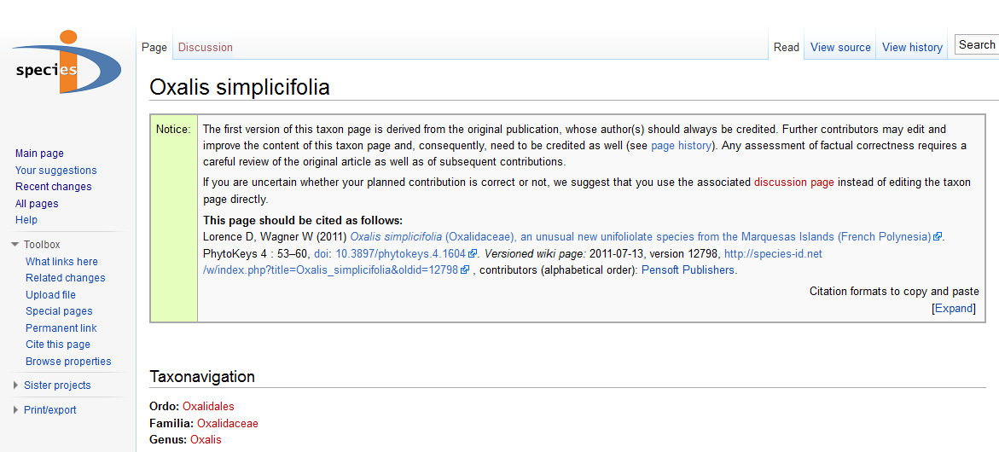 species
Page
Discussion
Read
View source
View history
Search
Main page
Your suggestions
Recent changes
All pages
Help
Toolbox
What links here
Related changes
Upload file
Special pages
Permanent link
Cite this page
Browse properties
Sister projects
Print/export
Oxalis simplicifolia
Notice:
The first version of this taxon page is derived from the original publication, whose author(s) should always be credited. Further contributors may edit and
improve the content of this taxon page and, consequently, need to be credited as well (see page history). Any assessment of factual correctness requires a
careful review of the original article as well as of subsequent contributions.
If you are uncertain whether your planned contribution is correct or not, we suggest that you use the associated discussion page instead of editing the taxon
page directly.
This page should be cited as follows:
Lorence D, Wagner W (2011) Oxalis simplicifolia (Oxalidaceae), an unusual new unifoliolate species from the Marquesas Islands (French Polynesia).
PhytoKeys 4 : 53–60, doi: 10.3897/phytokeys.4.1604. Versioned wiki page: 2011-07-13, version 12798, http://species-id.net
/w/index.php?title=Oxalis_simplicifolia&oldid=12798 , contributors (alphabetical order): Pensoft Publishers.
Citation formats to copy and paste
[Expand]
Taxonavigation
Ordo: Oxalidales
Familia: Oxalidaceae
Genus: Oxalis